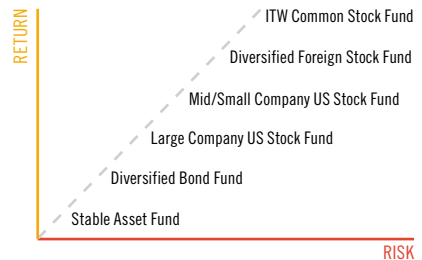 RETURN
ITW Common Stock Fund
Diversified Foreign Stock Fund
Mid/Small Company US Stock Fund
Large Company US Stock Fund
Diversified Bond Fund
Stable Asset Fund
RISK